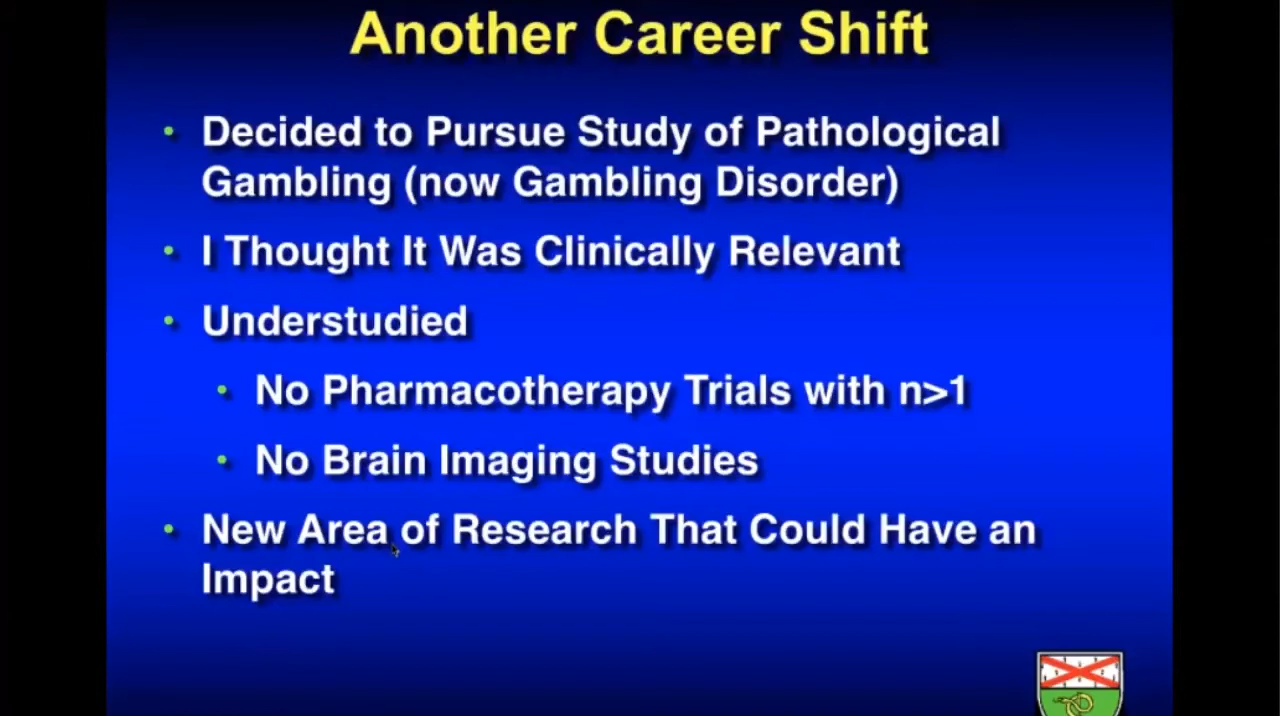 Another Career Shift
• Decided to Pursue Study of Pathological
Gambling (now Gambling Disorder)
• I Thought It Was Clinically Relevant
• Understudied
• No Pharmacotherapy Trials with n>1
• No Brain Imaging Studies
• New Area of Research That Could Have an
Impact